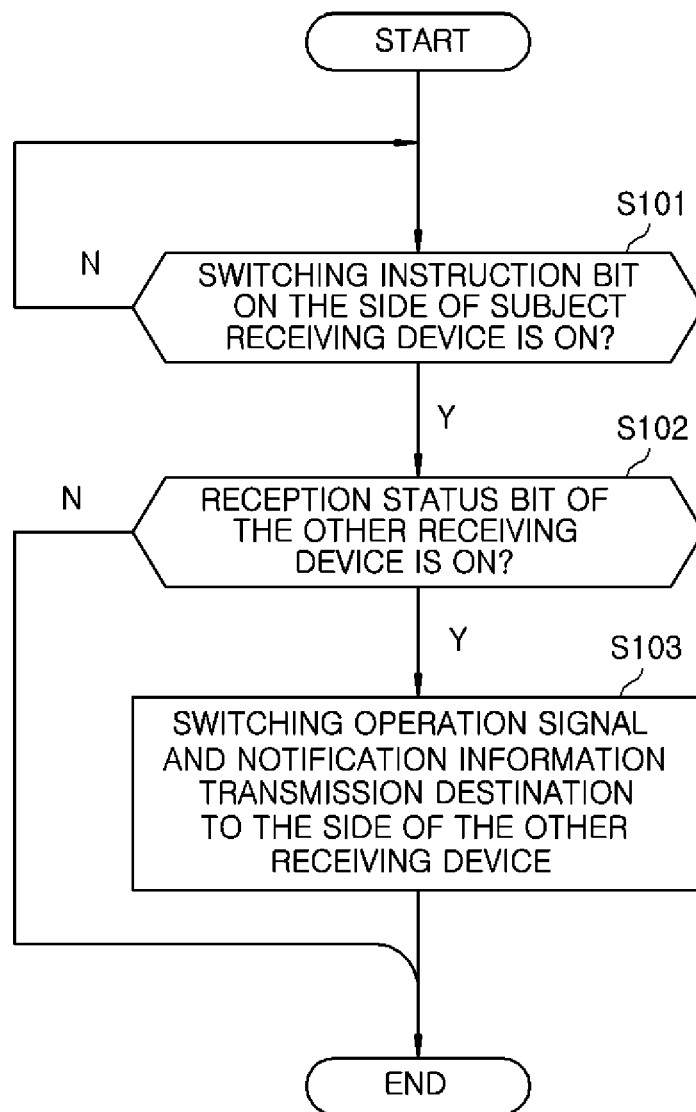 START
S101
N
SWITCHING INSTRUCTION BIT
ON THE SIDE OF SUBJECT
RECEIVING DEVICE IS ON?
Y
S102
N
RECEPTION STATUS BIT OF
THE OTHER RECEIVING
DEVICE IS ON?
Y
S103
SWITCHING OPERATION SIGNAL
AND NOTIFICATION INFORMATION
TRANSMISSION DESTINATION
TO THE SIDE OF THE OTHER
RECEIVING DEVICE
END